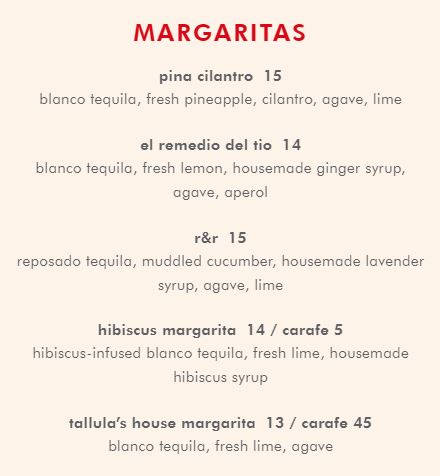 MARGARITAS
pina cilantro 15
blanco tequila, fresh pineapple, cilantro, agave, lime
el remedio del tio 14
blanco tequila, fresh lemon, housemade ginger syrup,
agave, aperol
r&r 15
reposado tequila, muddled cucumber, housemade lavender
syrup, agave, lime
hibiscus margarita 14 / carafe 5
hibiscus-infused blanco tequila, fresh lime, housemade
hibiscus syrup
tallula's house margarita 13 / carafe 45
blanco tequila, fresh lime, agave